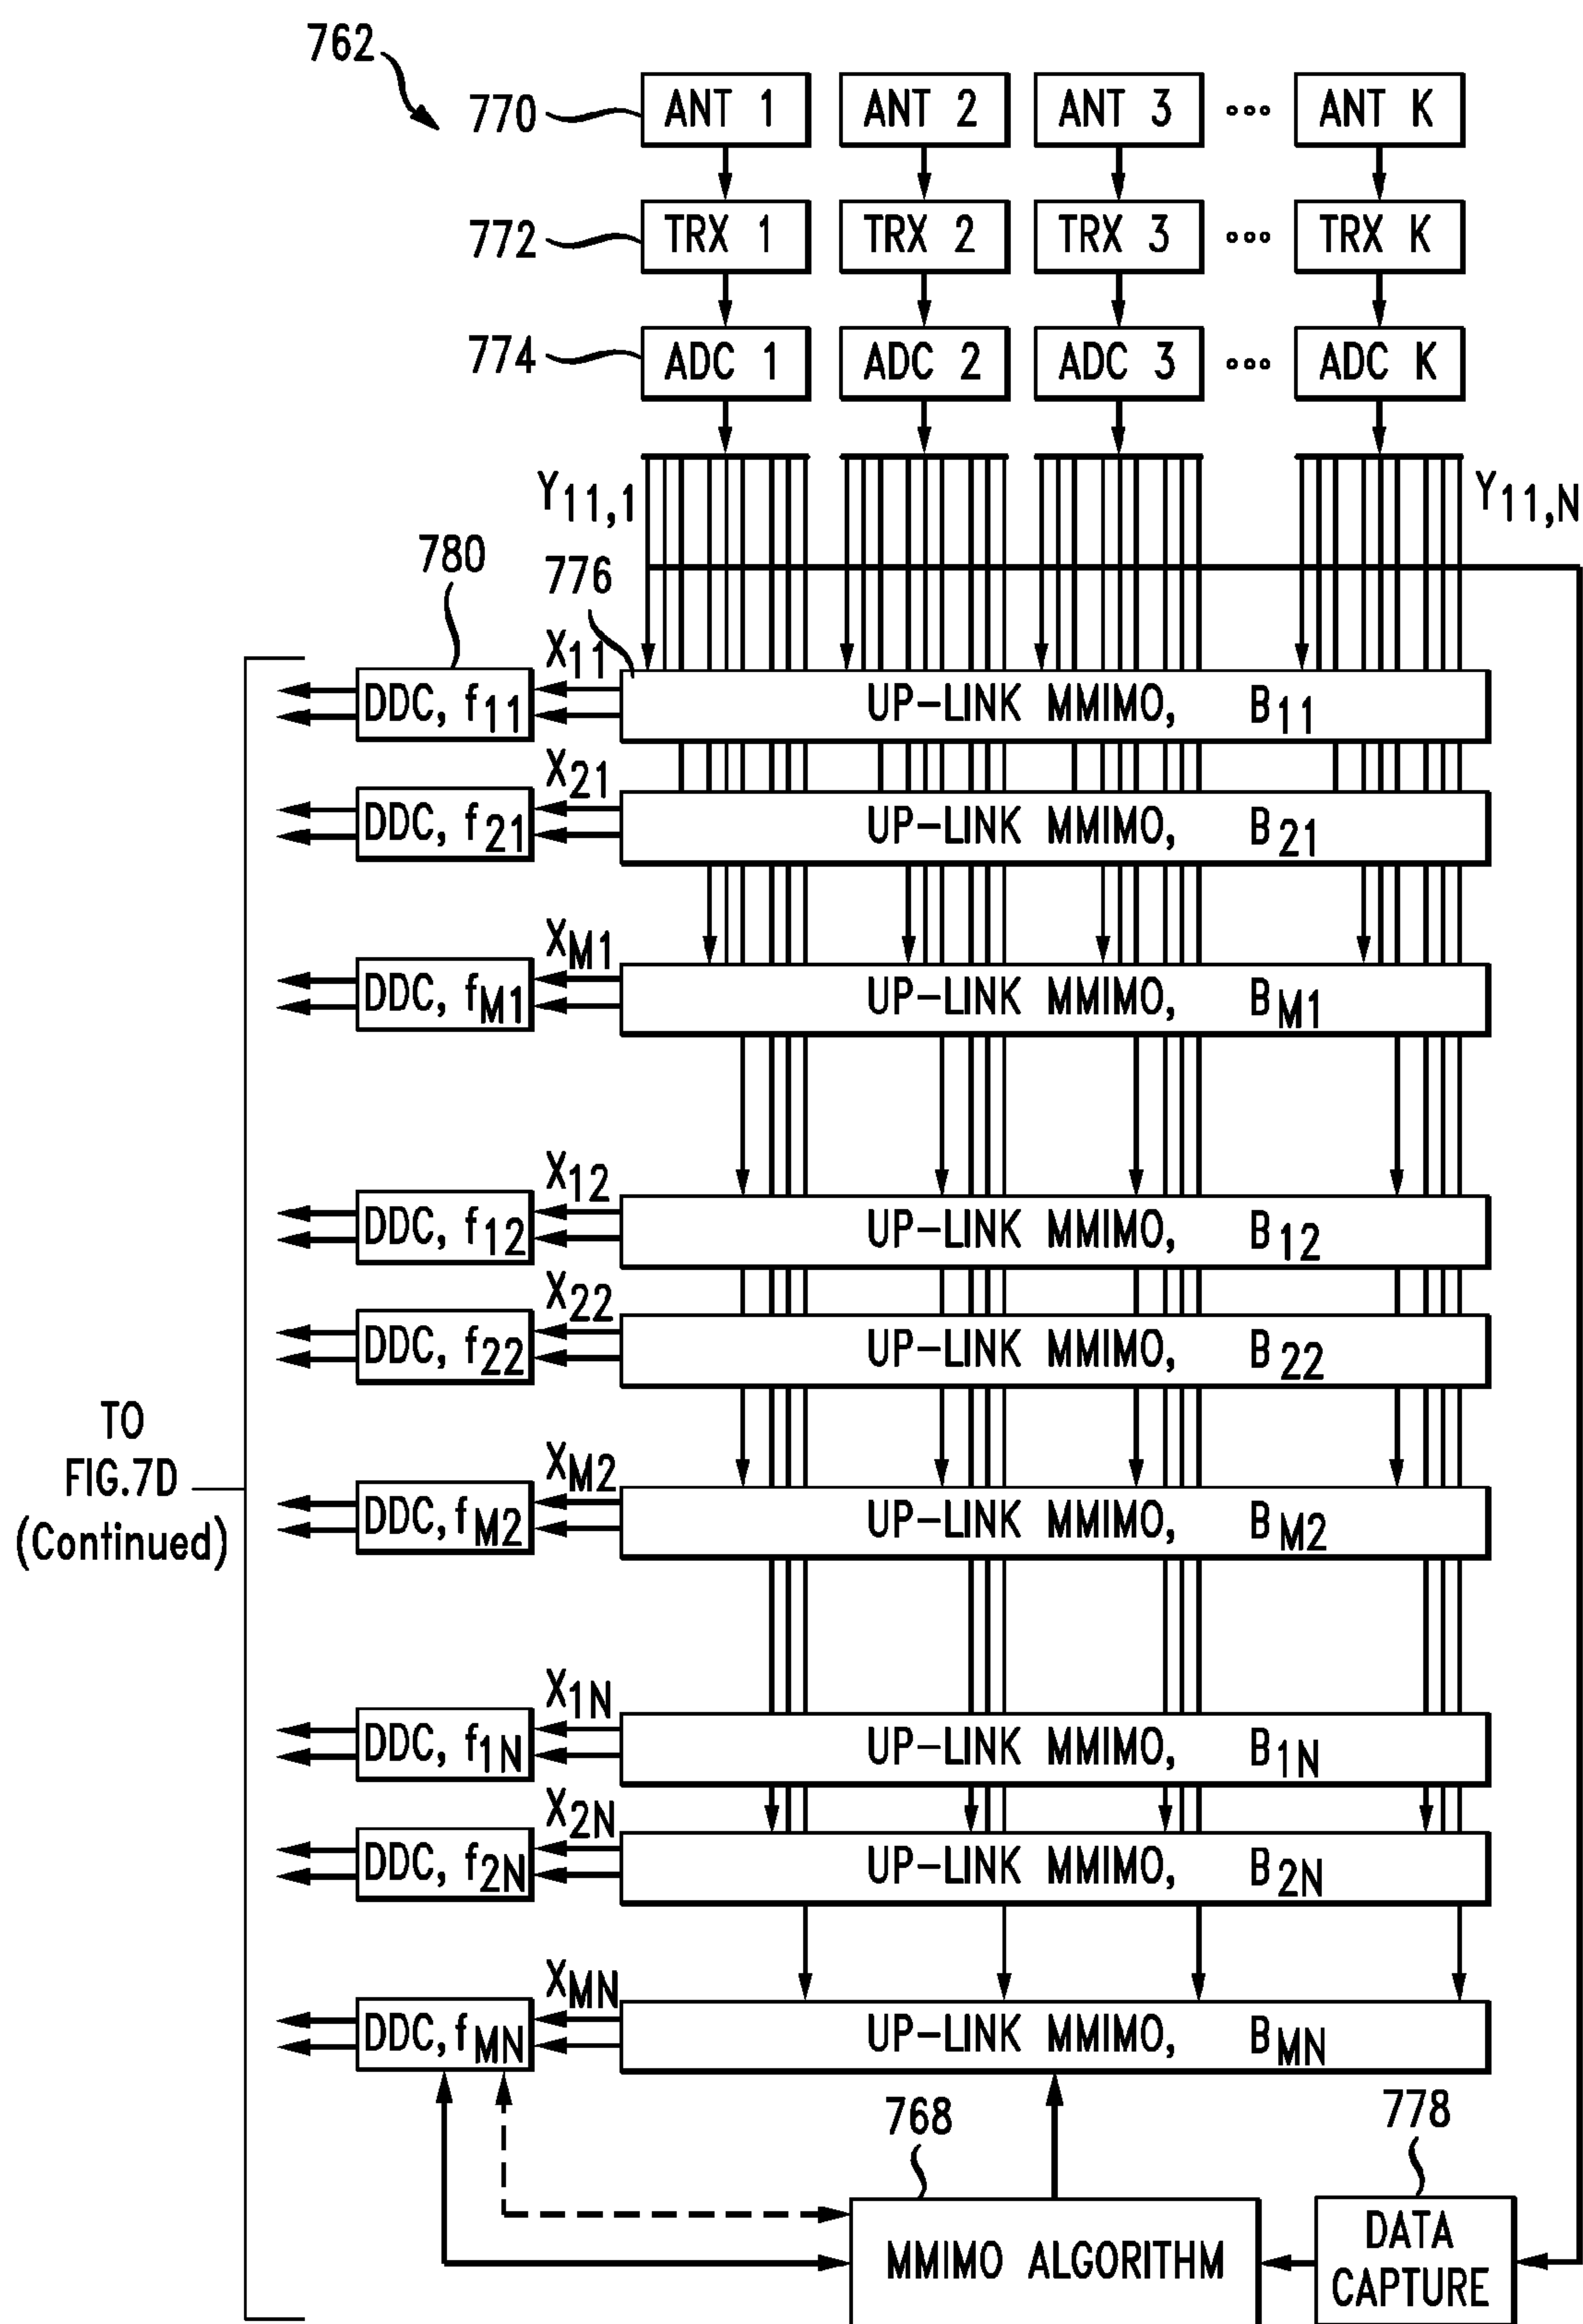 762
770 ANT 1 ANT 2 ANT 3 ooo ANT K
772 TRX 1 TRX 2 TRX 3 ooo TRX K
774 ADC 1 ADC 2 ADC 3 ooo ADC K
Y11,1 Y11,N
780 776
X11
DDC, f11 UP-LINK MMIMO, B11
X21
DDC, f21 UP-LINK MMIMO, B21
XM1
DDC, fM1 UP-LINK MMIMO, BM1
X12
DDC, f12 UP-LINK MMIMO, B12
X22
DDC, f22 UP-LINK MMIMO, B22
TO
FIG.7D
(Continued)
XM2
DDC, fM2 UP-LINK MMIMO, BM2
X1N
DDC, f1N UP-LINK MMIMO, B1N
X2N
DDC, f2N UP-LINK MMIMO, B2N
XMN
DDC, fMN UP-LINK MMIMO, BMN
768 778
MMIMO ALGORITHM
DATA
CAPTURE